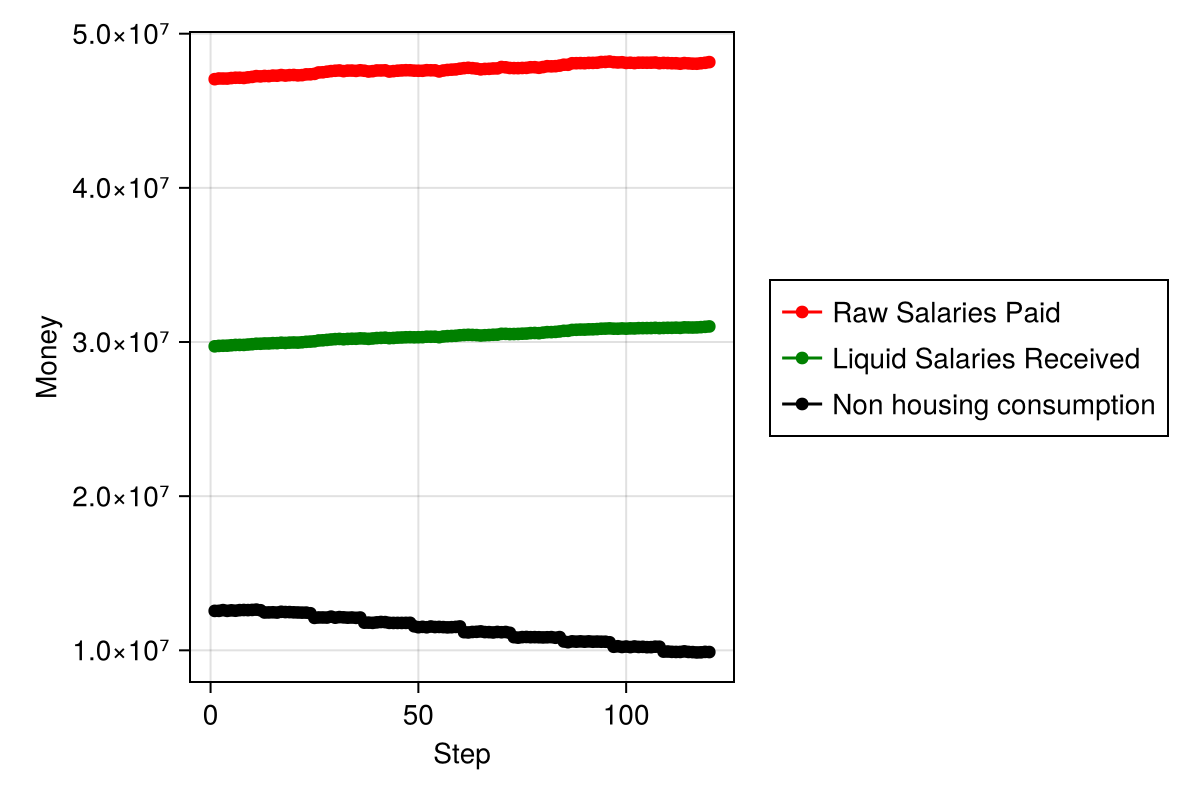 5.0×10⁷
4.0×10⁷
3.0×10⁷
2.0×10⁷
1.0×10⁷
Money
0 50 100
Step
Raw Salaries Paid
Liquid Salaries Received
Non housing consumption